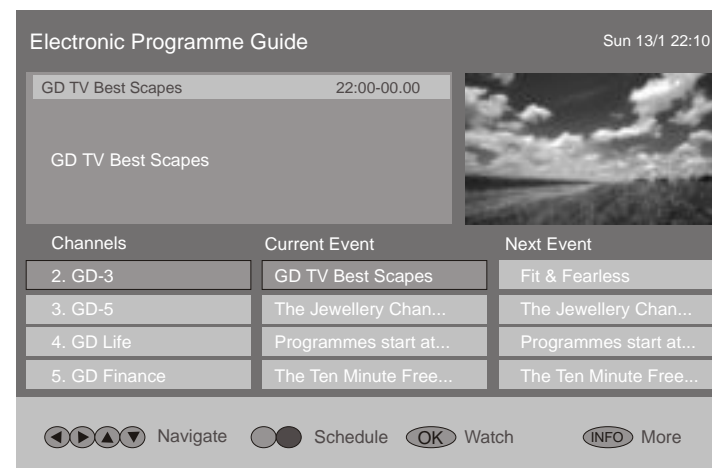 Electronic Programme Guide Sun 13/1 22:10
GD TV Best Scapes 22:00-00.00
GD TV Best Scapes
Channels Current Event Next Event
2. GD-3 GD TV Best Scapes Fit & Fearless
3. GD-5 The Jewellery Chan... The Jewellery Chan...
4. GD Life Programmes start at... Programmes start at...
5. GD Finance The Ten Minute Free... The Ten Minute Free...
Navigate Schedule OK Watch INFO More